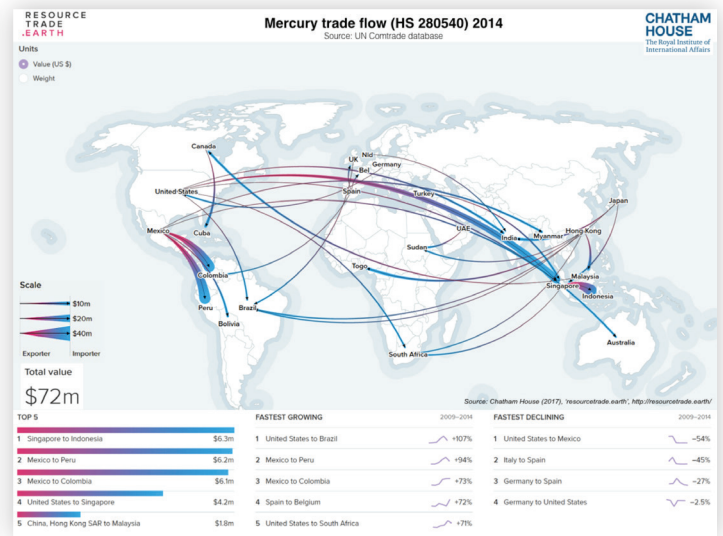 RESOURCE
TRADE
.EARTH
Mercury trade flow (HS 280540) 2014
Source: UN Comtrade database
CHATHAM
HOUSE
The Royal Institute of
International Affairs
Units
Value (US $)
Weight
Canada
UK
Nld
Germany
Bel
United States
Spain
Turkey
Japan
Mexico
Cuba
UAE
India
Myanmar
Hong Kong
Sudan
Togo
Colombia
Malaysia
Singapore
Indonesia
Peru
Brazil
Bolivia
South Africa
Australia
Scale
$10m
$20m
$40m
Exporter Importer
Total value
$72m
Source: Chatham House (2017), 'resourcetrade.earth', http://resourcetrade.earth/
TOP 5
1 Singapore to Indonesia $6.3m
2 Mexico to Peru $6.2m
3 Mexico to Colombia $6.1m
4 United States to Singapore $4.2m
5 China, Hong Kong SAR to Malaysia $1.8m
FASTEST GROWING 2009–2014
1 United States to Brazil +107%
2 Mexico to Peru +94%
3 Mexico to Colombia +73%
4 Spain to Belgium +72%
5 United States to South Africa +71%
FASTEST DECLINING 2009–2014
1 United States to Mexico –54%
2 Italy to Spain –45%
3 Germany to Spain –27%
4 Germany to United States –2.5%